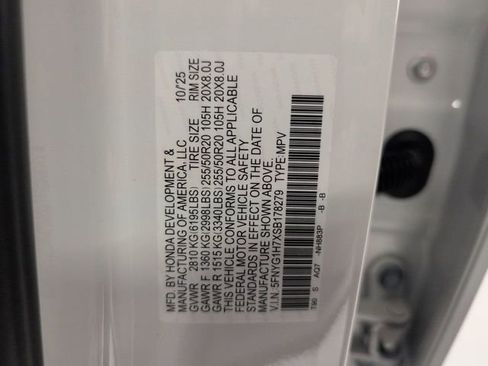 MFD. BY HONDA DEVELOPMENT & 10/25
MANUFACTURING OF AMERICA, LLC
GVWR 2810 KG(6195LBS) TIRE SIZE RIM SIZE
GAWR F 1360 KG(2998LBS) 255/50R20 105H 20X8.0J
GAWR R 1515 KG(3340LBS) 255/50R20 105H 20X8.0J
THIS VEHICLE CONFORMS TO ALL APPLICABLE
FEDERAL MOTOR VEHICLE SAFETY
STANDARDS IN EFFECT ON THE DATE OF
MANUFACTURE SHOWN ABOVE.
V.I.N.: 5FNYG1H7XSB178279 TYPE:MPV
T90 S AQ7 -NH883P -B -B